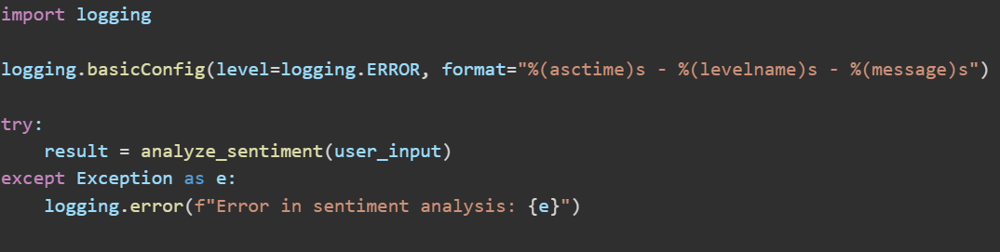 import logging
logging.basicConfig(level=logging.ERROR, format="%(asctime)s - %(levelname)s - %(message)s")
try:
    result = analyze_sentiment(user_input)
except Exception as e:
    logging.error(f"Error in sentiment analysis: {e}")